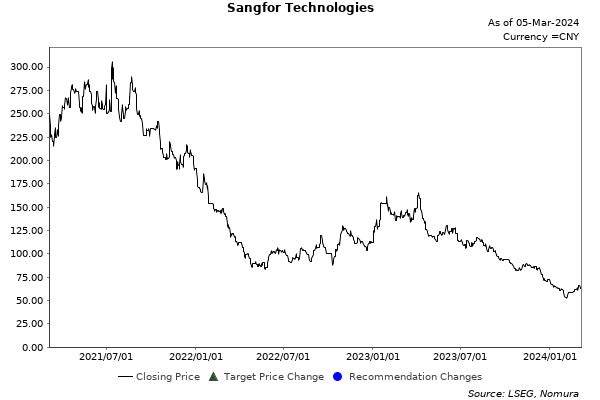 Sangfor Technologies
As of 05-Mar-2024
Currency =CNY
300.00
275.00
250.00
225.00
200.00
175.00
150.00
125.00
100.00
75.00
50.00
25.00
0.00
2021/07/01 2022/01/01 2022/07/01 2023/01/01 2023/07/01 2024/01/01
Closing Price Target Price Change Recommendation Changes
Source: LSEG, Nomura